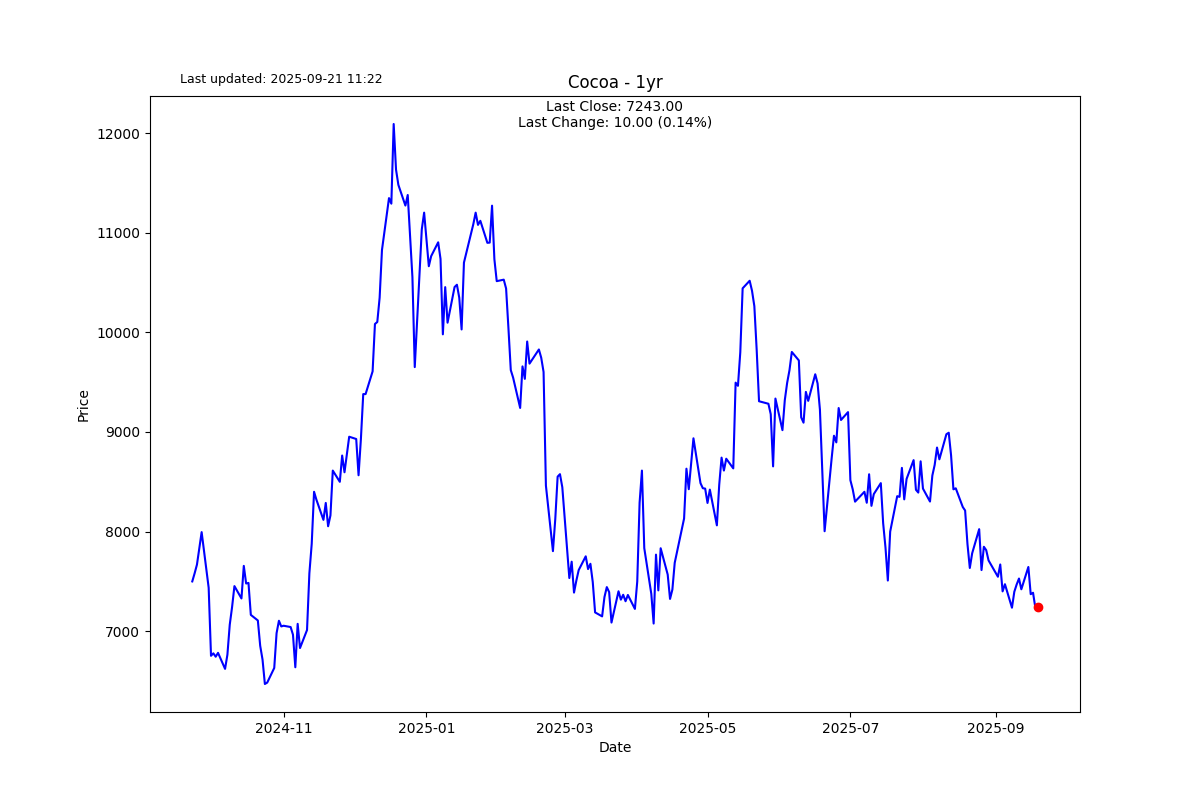 Last updated: 2025-09-21 11:22
Cocoa - 1yr
Last Close: 7243.00
Last Change: 10.00 (0.14%)
Price
12000
11000
10000
9000
8000
7000
2024-11
2025-01
2025-03
2025-05
2025-07
2025-09
Date